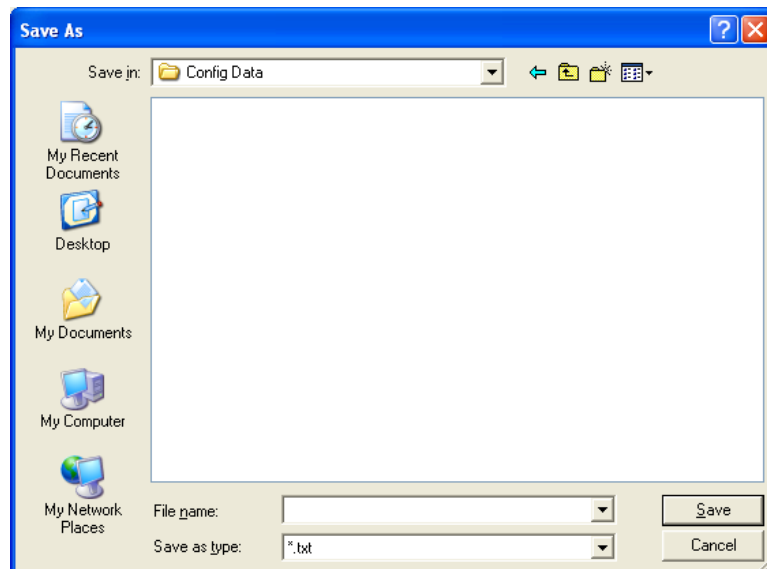 Save As
Save in: Config Data
My Recent
Documents
Desktop
My Documents
My Computer
My Network
Places
File name:
Save
Save as type: *.txt
Cancel